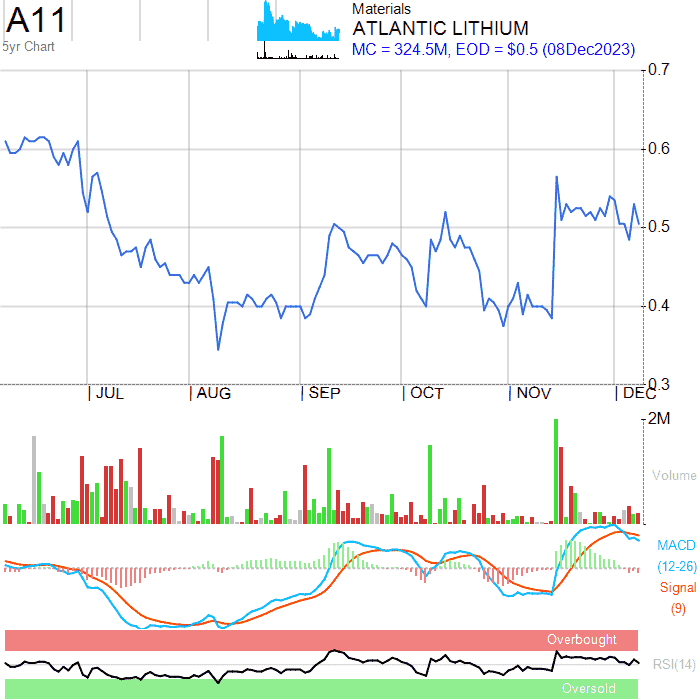 A11
5yr Chart
Materials
ATLANTIC LITHIUM
MC = 324.5M, EOD = $0.5 (08Dec2023)
0.7
0.6
0.5
0.4
0.3
JUL AUG SEP OCT NOV DEC
2M
Volume
MACD
(12-26)
Signal
(9)
Overbought
RSI(14)
Oversold